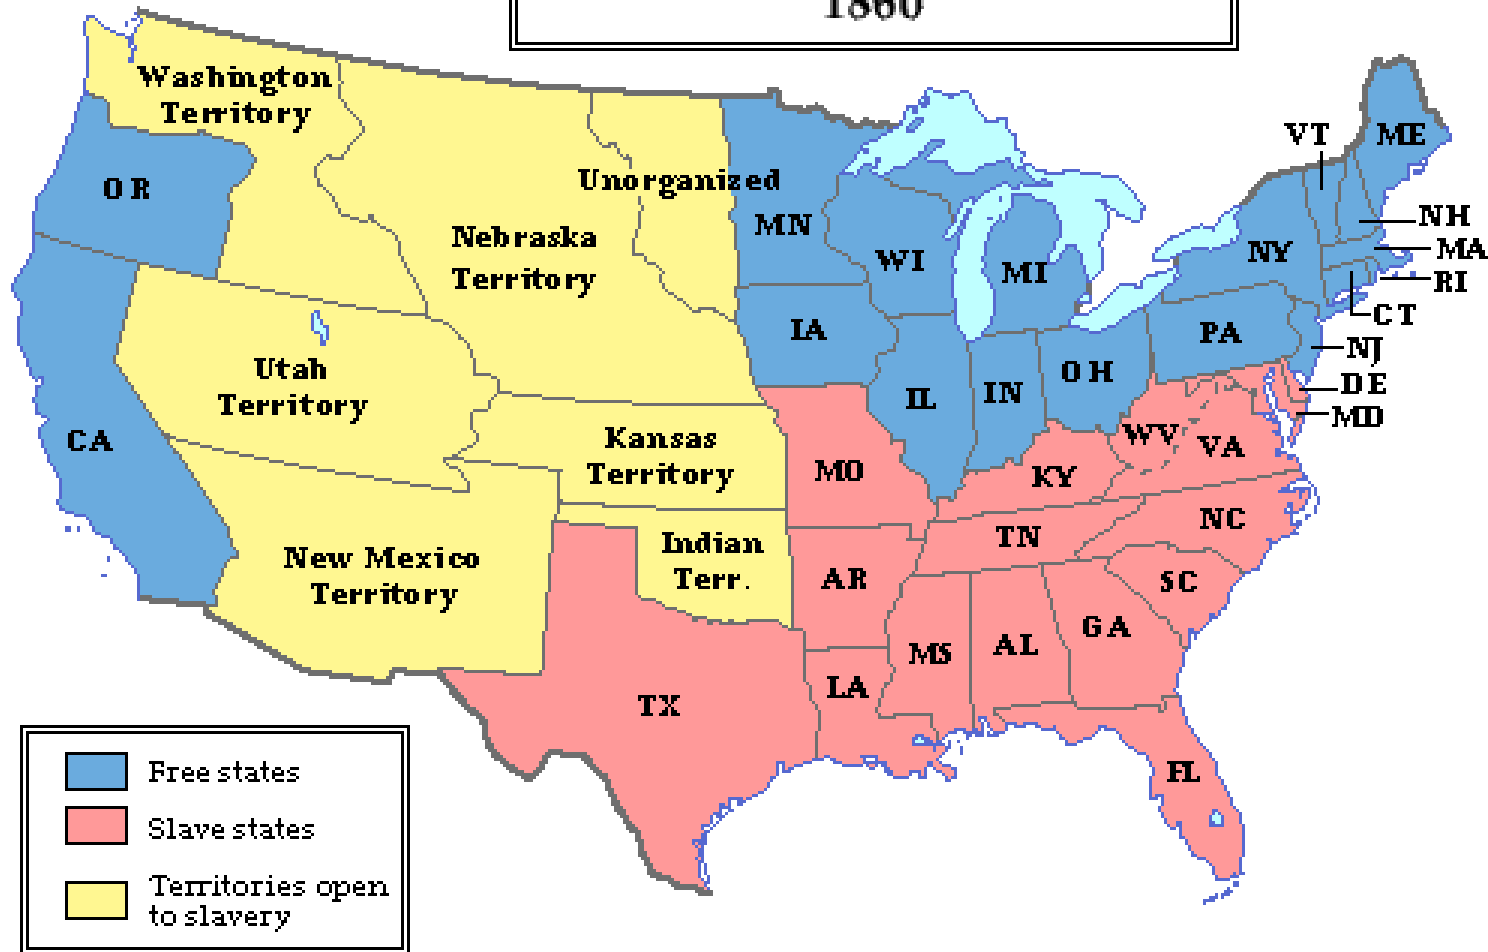 1860
Washington
Territory
OR
Unorganized
Nebraska
Territory
MN
WI
MI
VT
ME
NH
NY
MA
RI
CT
IA
PA
NJ
Utah
Territory
IL
IN
OH
DE
MD
CA
Kansas
Territory
MO
WV
VA
KY
New Mexico
Territory
Indian
Terr.
TN
NC
AR
SC
MS
AL
GA
TX
LA
FL
Free states
Slave states
Territories open
to slavery